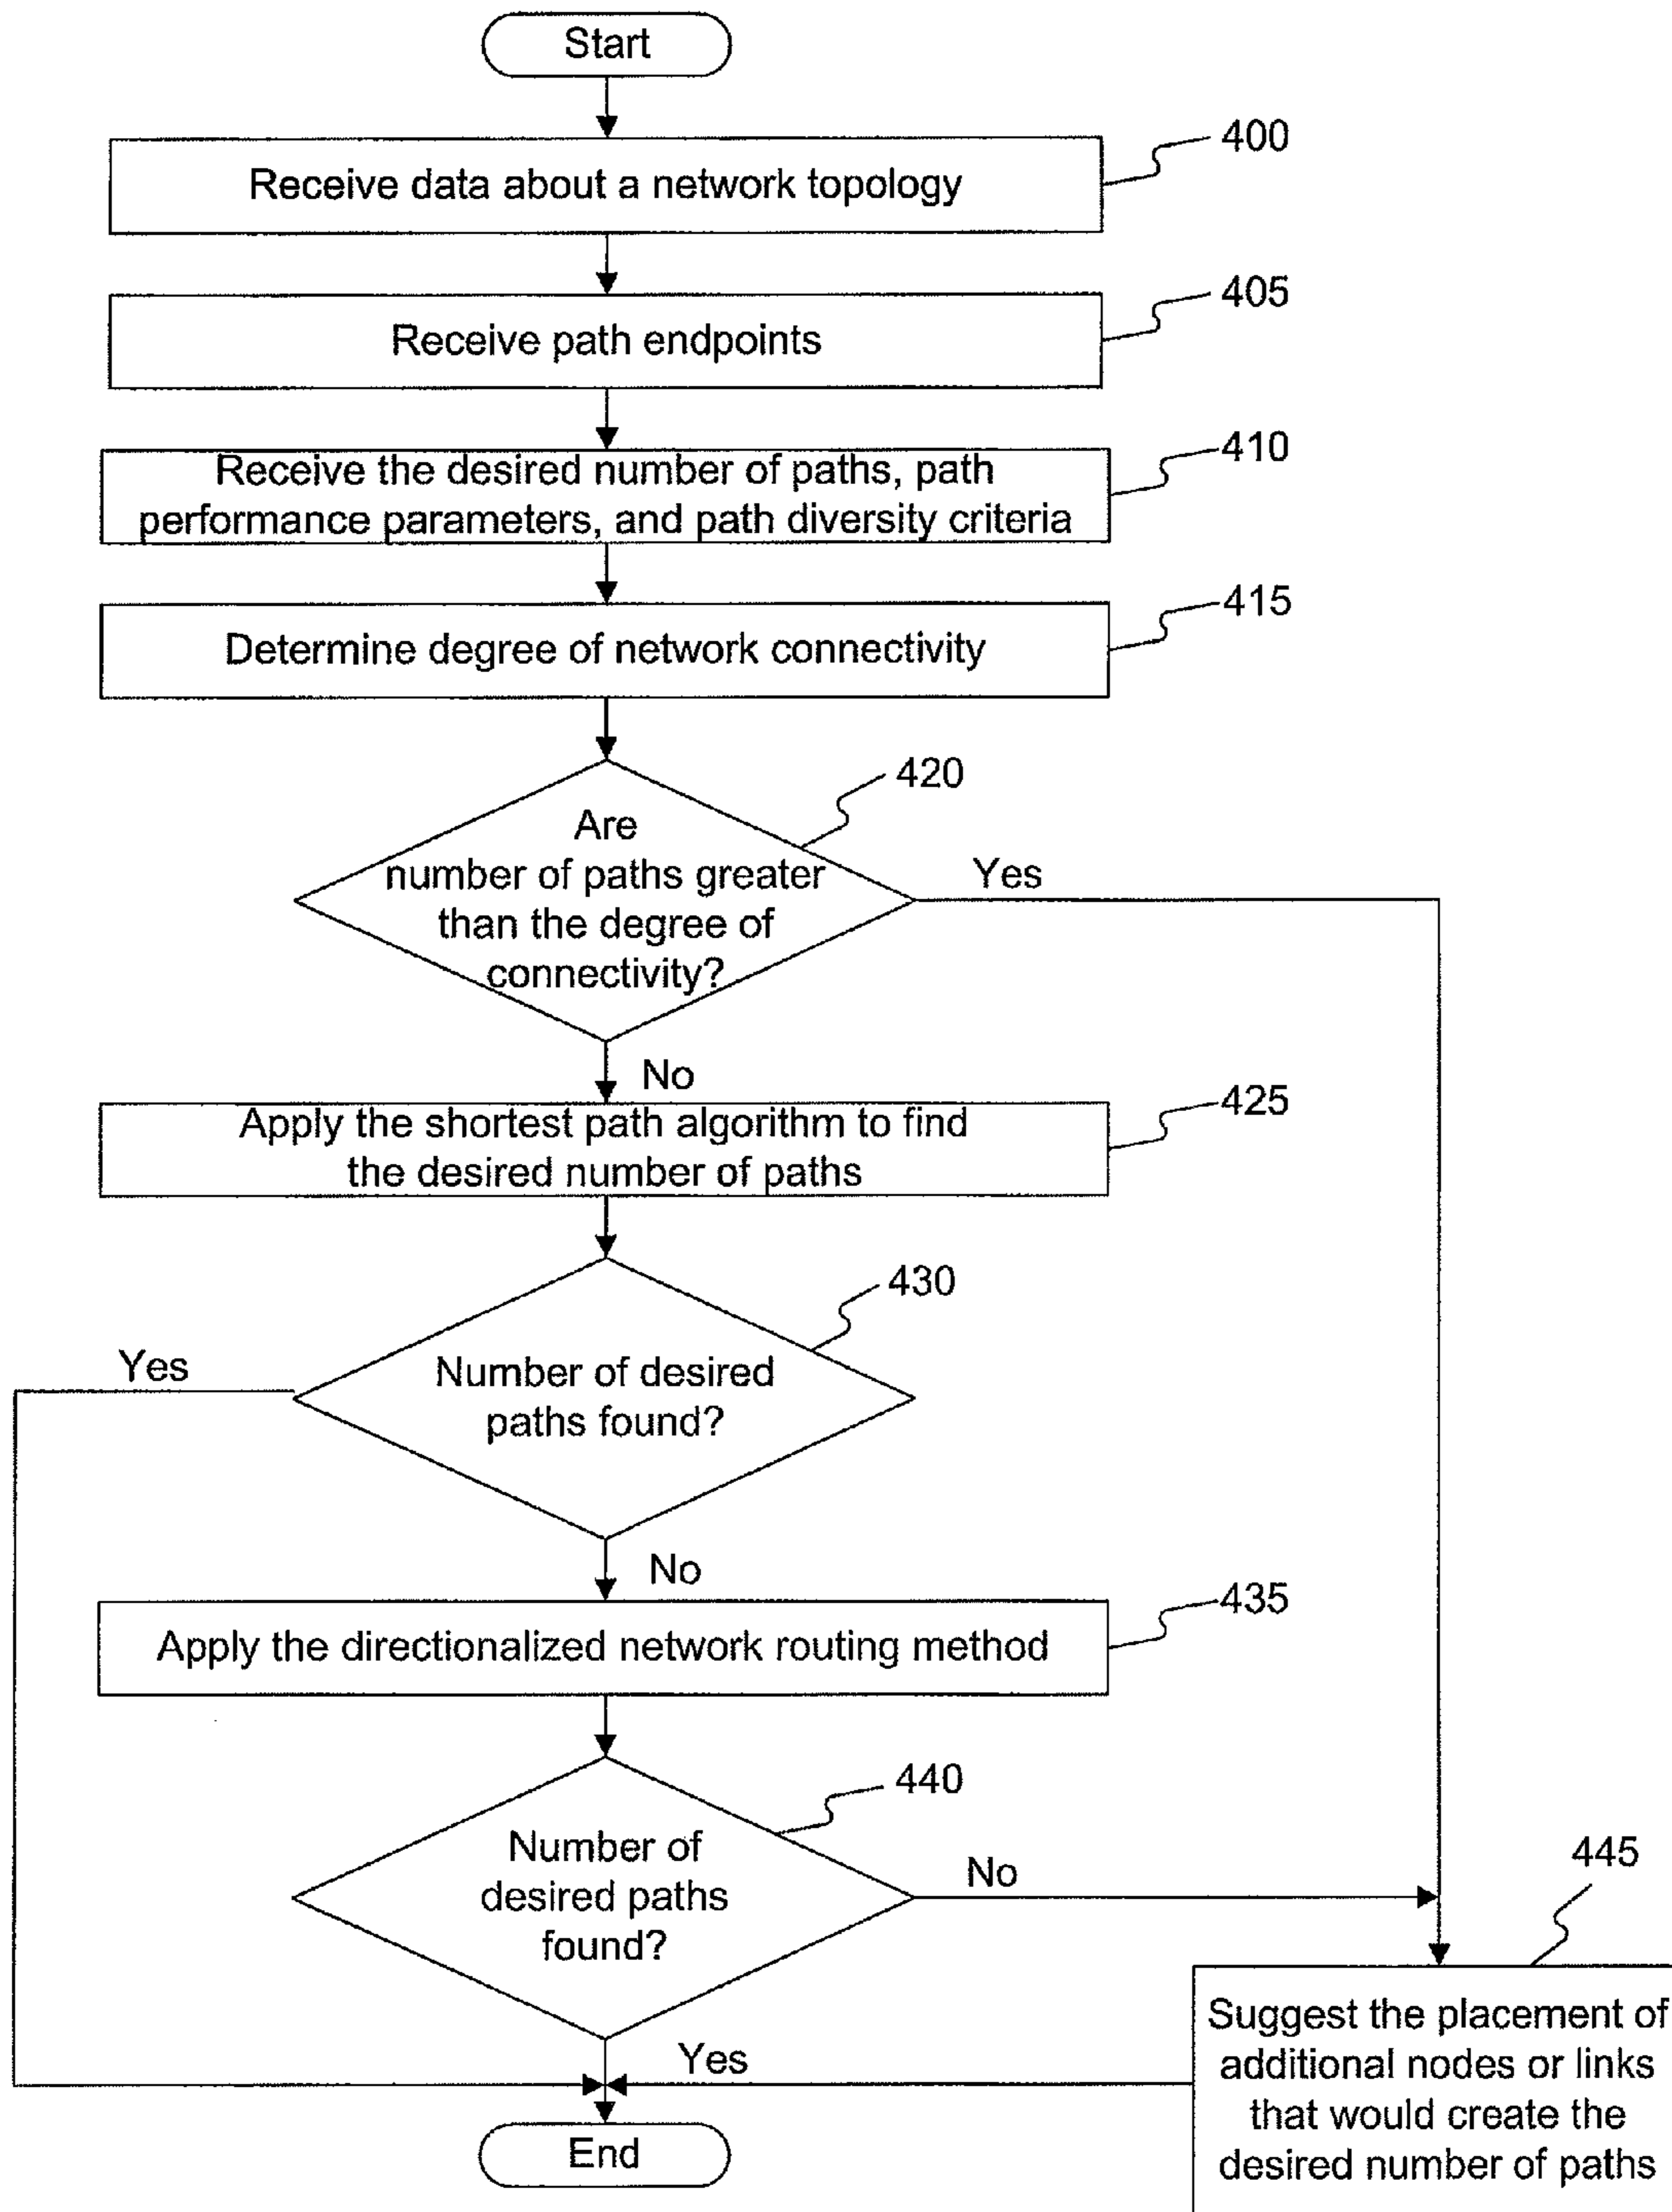 Start
400
Receive data about a network topology
405
Receive path endpoints
410
Receive the desired number of paths, path
performance parameters, and path diversity criteria
415
Determine degree of network connectivity
420
Are
number of paths greater
than the degree of
connectivity?
Yes
No
425
Apply the shortest path algorithm to find
the desired number of paths
430
Yes
Number of desired
paths found?
No
435
Apply the directionalized network routing method
440
Number of
desired paths
found?
No
445
Yes
Suggest the placement of
additional nodes or links
that would create the
desired number of paths
End